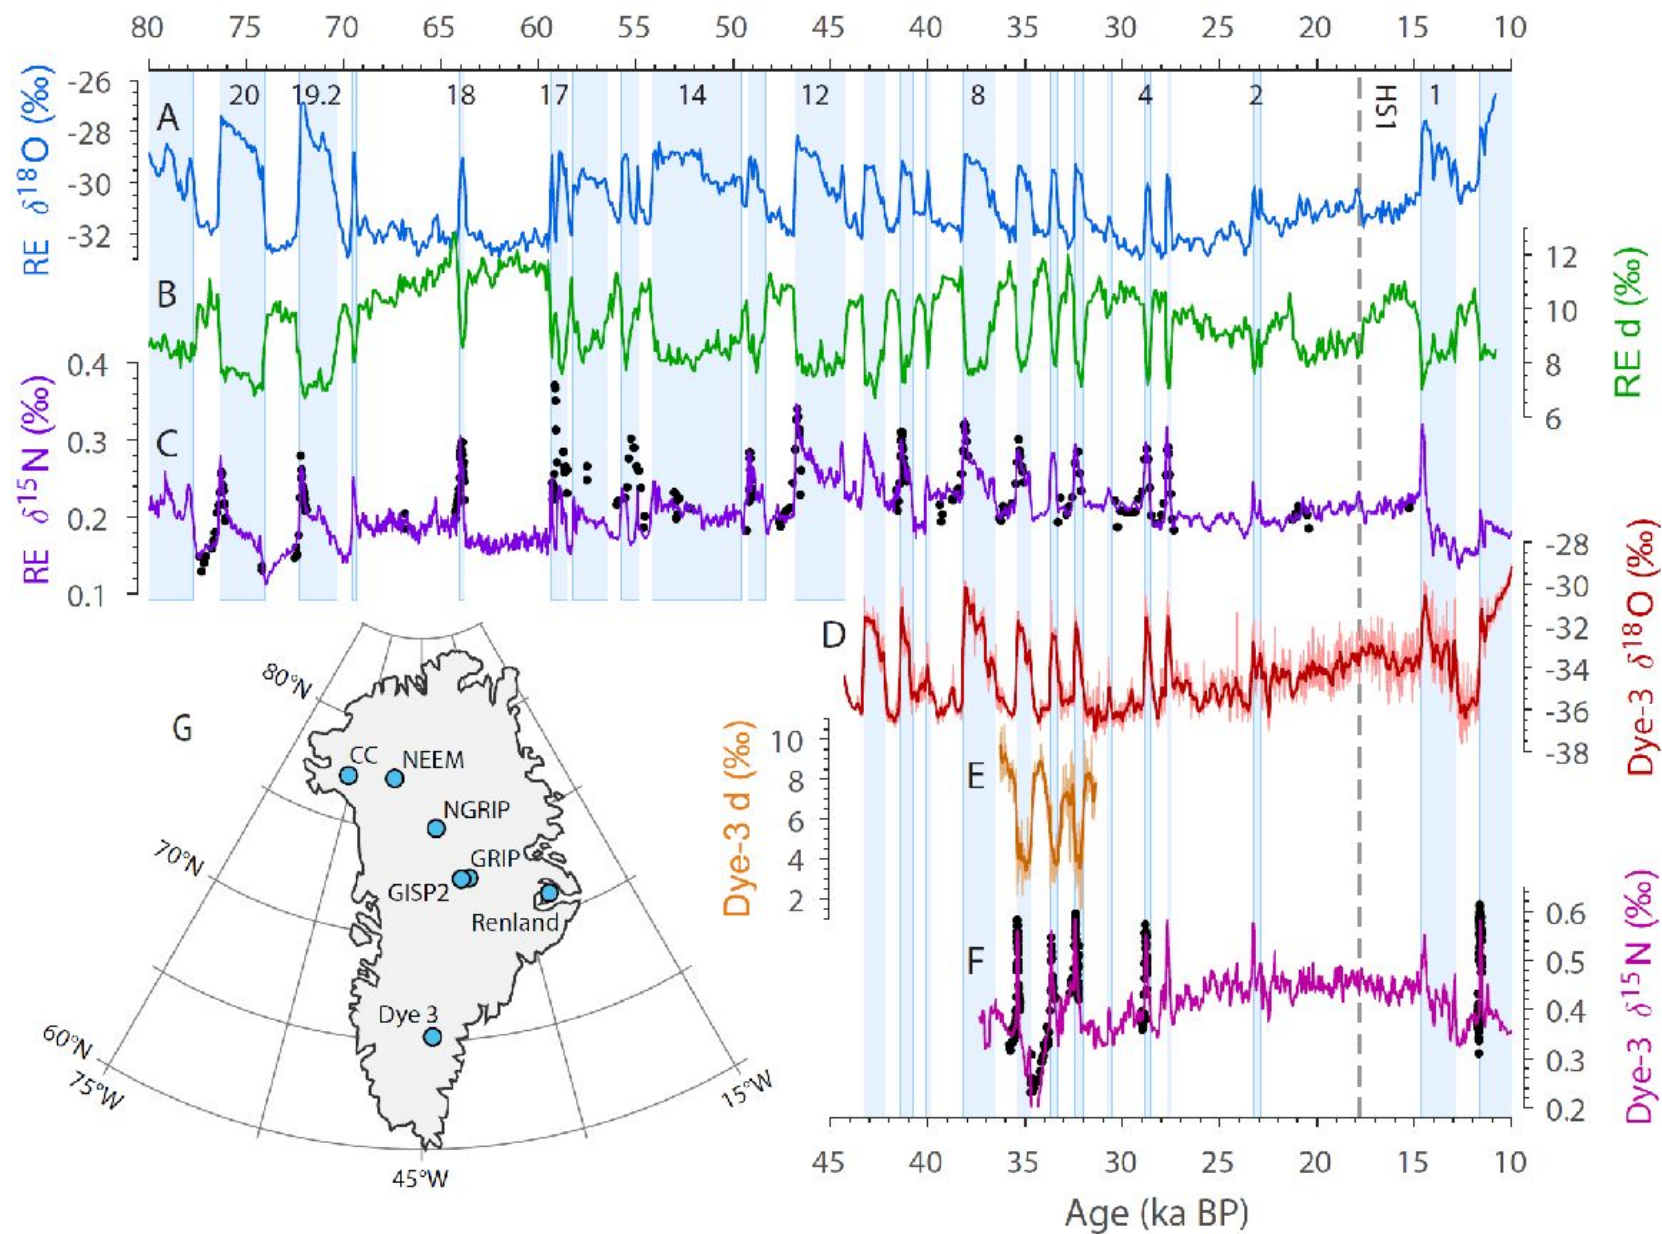 80 75 70 65 60 55 50 45 40 35 30 25 20 15 10
20 19.2 18 17 14 12 8 4 2 HS1 1
A
RE δ18O (‰)
-26
-28
-30
-32
B
RE d (‰)
12
10
8
6
C
RE δ15N (‰)
0.4
0.3
0.2
0.1
D
Dye-3 δ18O (‰)
-28
-30
-32
-34
-36
-38
E
Dye-3 d (‰)
10
8
6
4
2
F
Dye-3 δ15N (‰)
0.6
0.5
0.4
0.3
0.2
45 40 35 30 25 20 15 10
Age (ka BP)
G
80°N
70°N
60°N
75°W
45°W
15°W
CC
NEEM
NGRIP
GRIP
GISP2
Renland
Dye 3